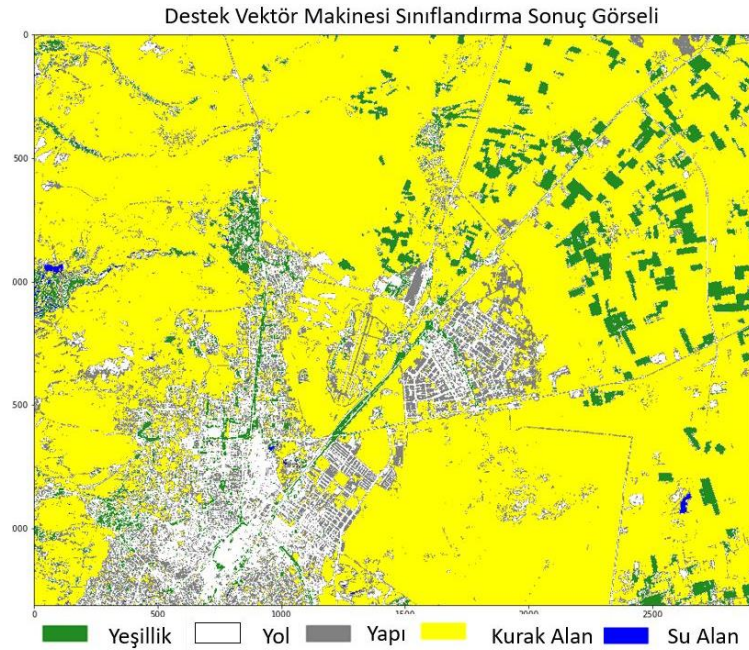 Destek Vektör Makinesi Sınıflandırma Sonuç Görseli
0
500
000
500
000
0 500 1000 1500 2000 2500
Yeşillik Yol Yapı Kurak Alan Su Alan